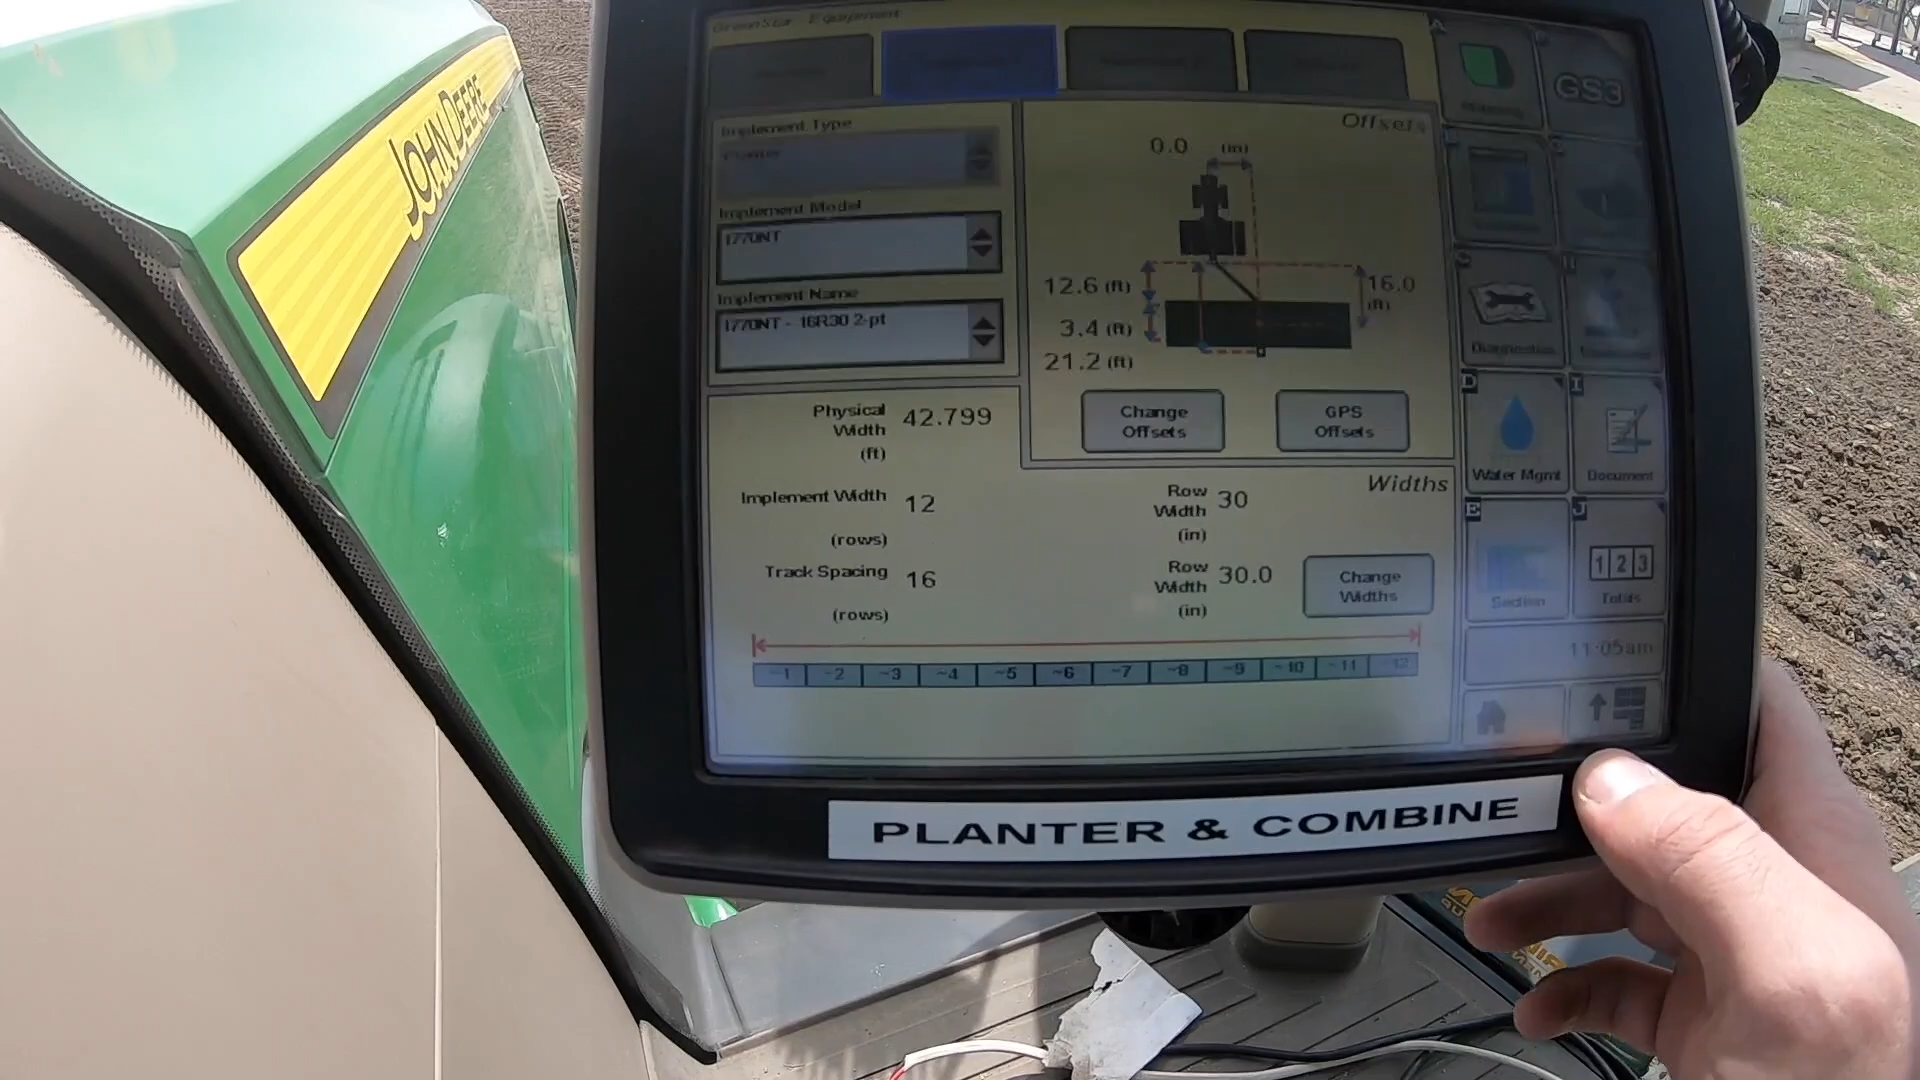 JOHN DEERE
GreenStar - Equipment
GS3
Implement Type
Planter
Implement Model
1770NT
Implement Name
1770NT - 16R30 2-pt
Offsets
0.0 (in)
12.6 (ft)
16.0
(ft)
3.4 (ft)
21.2 (ft)
Change
Offsets
GPS
Offsets
Physical
Width
(ft)
42.799
Widths
Implement Width 12
(rows)
Row
Width
(in)
30
Track Spacing 16
(rows)
Row
Width
(in)
30.0
Change
Widths
~1 ~2 ~3 ~4 ~5 ~6 ~7 ~8 ~9 ~10 ~11 ~12
Diagnostics
D
Water Mgmt
I
Document
E
Section
J
1 2 3
Totals
11:05am
PLANTER & COMBINE